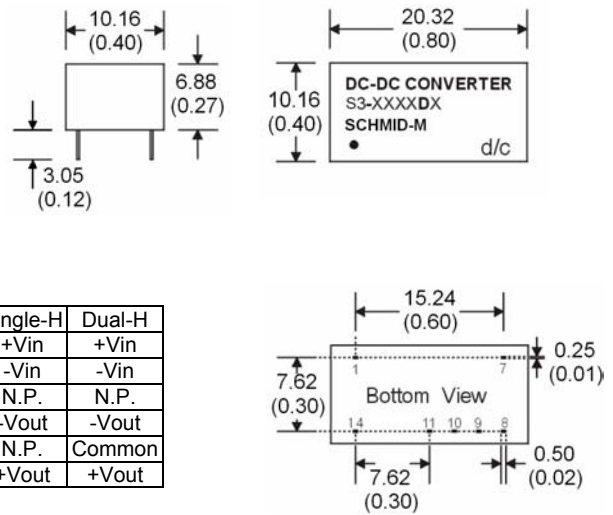 10.16
(0.40)
6.88
(0.27)
3.05
(0.12)
20.32
(0.80)
10.16
(0.40)
DC-DC CONVERTER
S3-XXXXDX
SCHMID-M
d/c
Dual-H
+Vin +Vin
-Vin -Vin
N.P. N.P.
-Vout -Vout
N.P. Common
+Vout +Vout
15.24
(0.60)
0.25
(0.01)
7.62
(0.30)
1 7
Bottom View
14 11 10 9 8
7.62
(0.30)
0.50
(0.02)